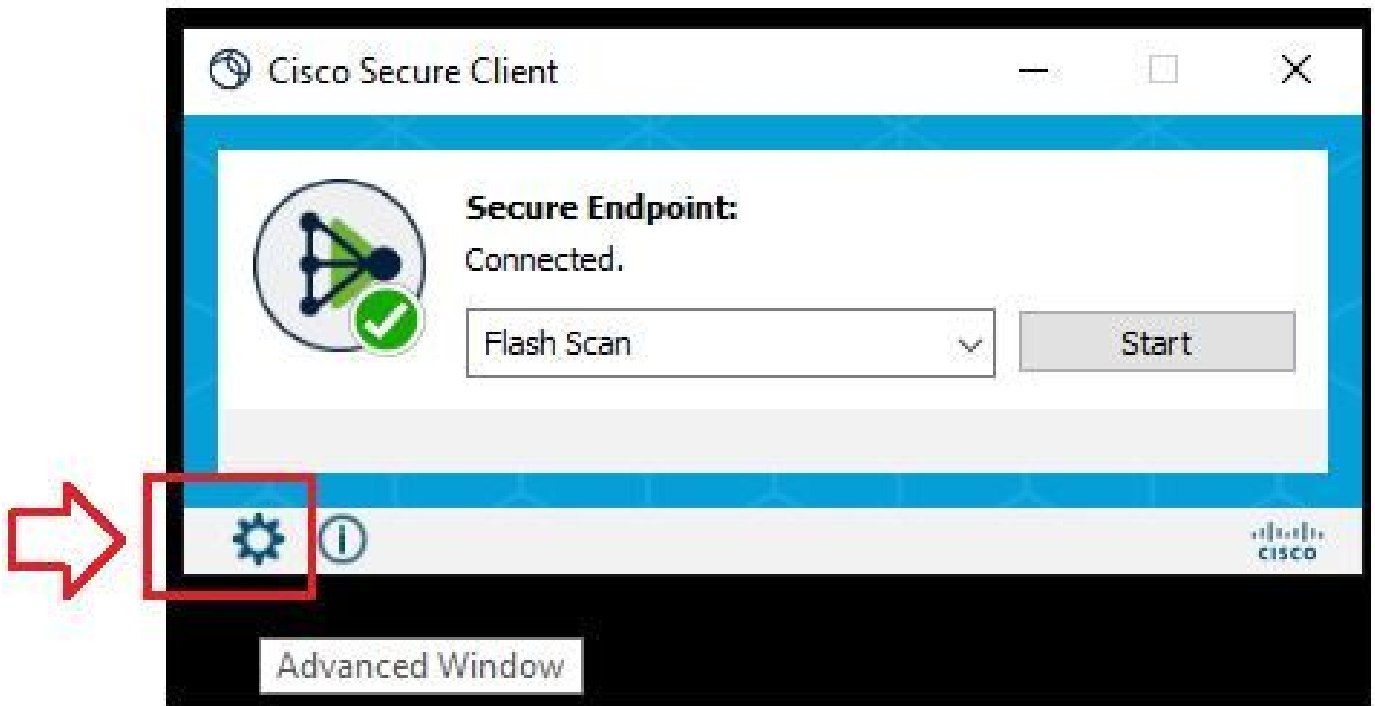 Cisco Secure Client
Secure Endpoint:
Connected.
Flash Scan
Start
cisco
Advanced Window